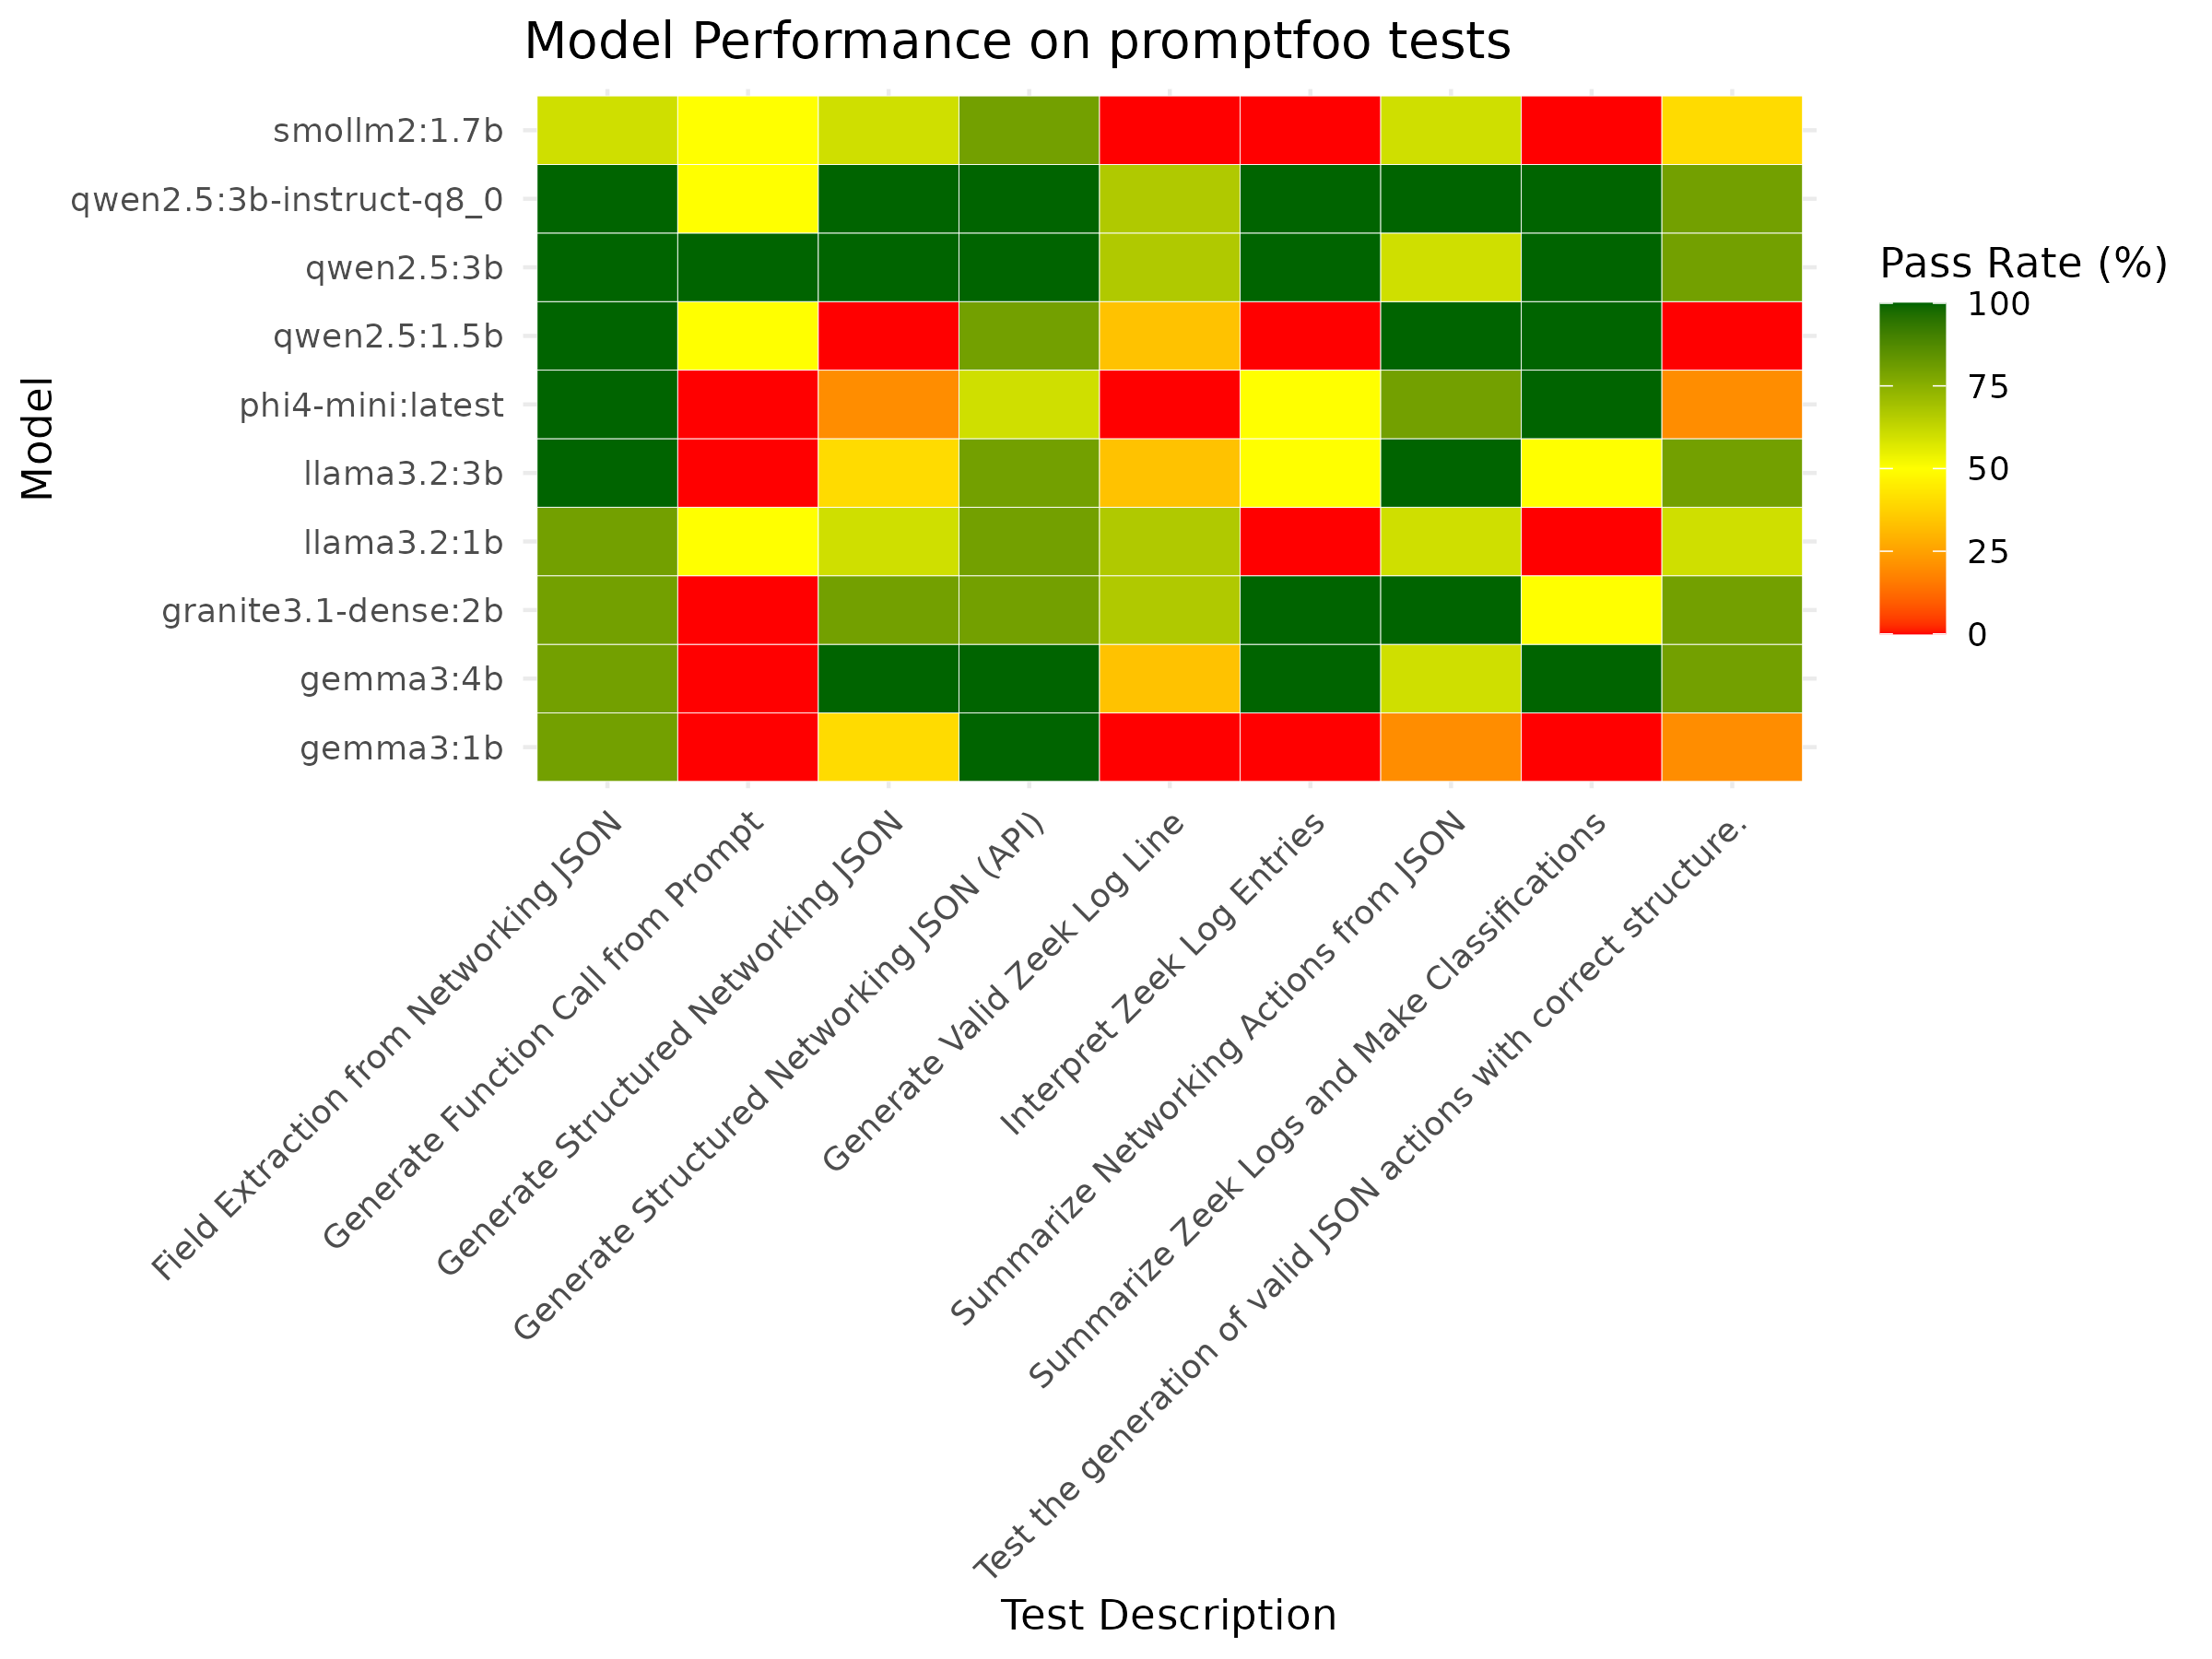 Model Performance on promptfoo tests
Model
smollm2:1.7b
qwen2.5:3b-instruct-q8_0
qwen2.5:3b
qwen2.5:1.5b
phi4-mini:latest
llama3.2:3b
llama3.2:1b
granite3.1-dense:2b
gemma3:4b
gemma3:1b
Field Extraction from Networking JSON
Generate Function Call from Prompt
Generate Structured Networking JSON
Generate Structured Networking JSON (API)
Generate Valid Zeek Log Line
Interpret Zeek Log Entries
Summarize Networking Actions from JSON
Summarize Zeek Logs and Make Classifications
Test the generation of valid JSON actions with correct structure.
Test Description
Pass Rate (%)
100
75
50
25
0